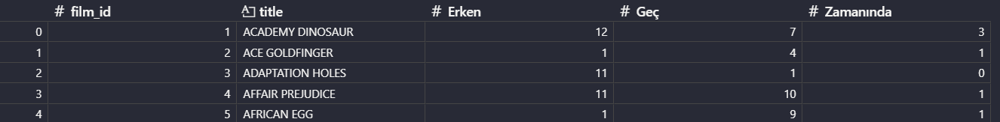 # film_id A title # Erken # Geç # Zamanında
0 1 ACADEMY DINOSAUR 12 7 3
1 2 ACE GOLDFINGER 1 4 1
2 3 ADAPTATION HOLES 11 1 0
3 4 AFFAIR PREJUDICE 11 10 1
4 5 AFRICAN EGG 1 9 1